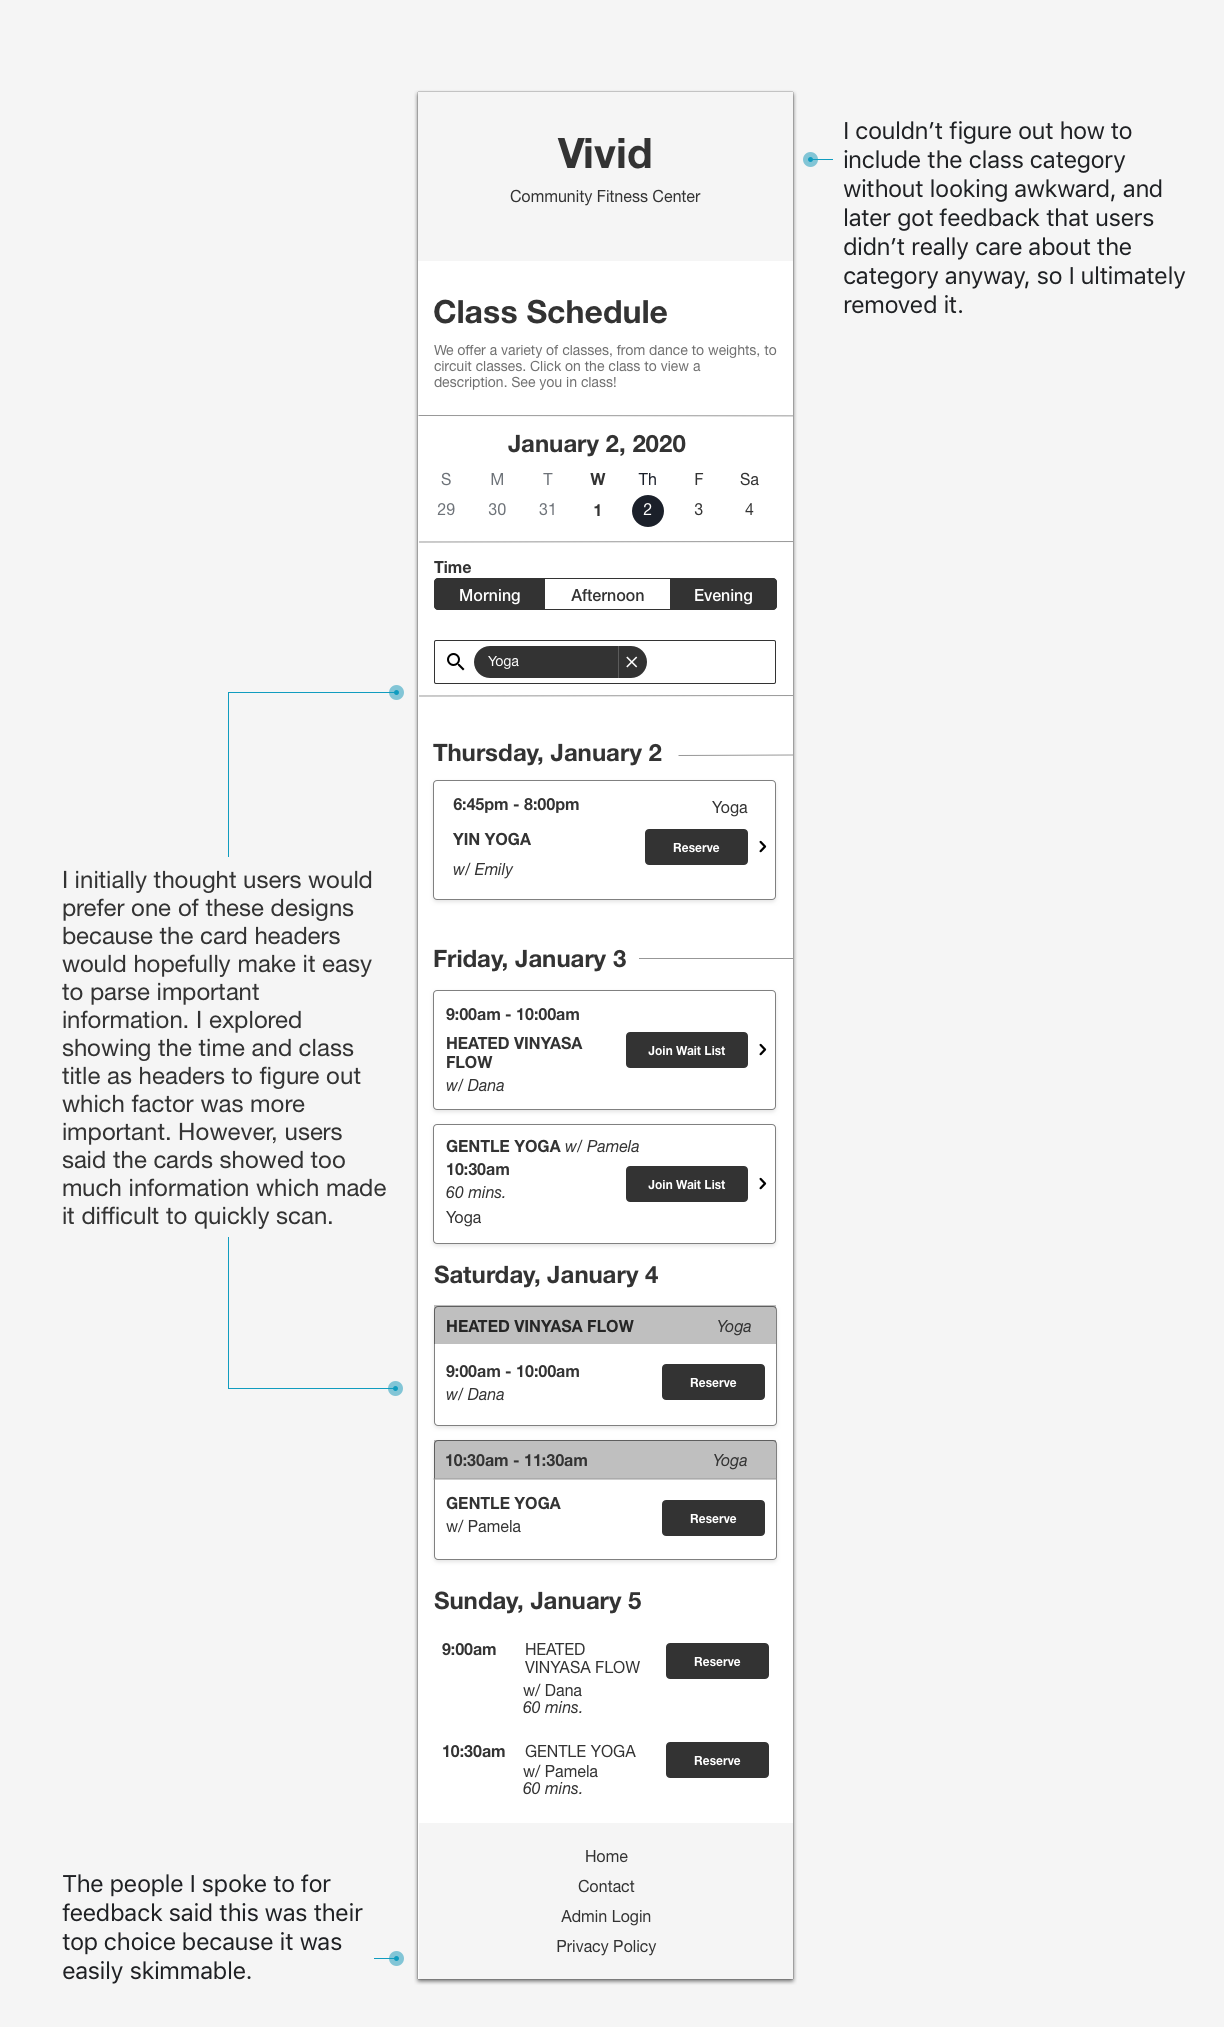 Vivid
Community Fitness Center
I couldn’t figure out how to
include the class category
without looking awkward, and
later got feedback that users
didn’t really care about the
category anyway, so I ultimately
removed it.
Class Schedule
We offer a variety of classes, from dance to weights, to
circuit classes. Click on the class to view a
description. See you in class!
January 2, 2020
S M T W Th F Sa
29 30 31 1 2 3 4
Time
Morning Afternoon Evening
Yoga
Thursday, January 2
6:45pm - 8:00pm Yoga
YIN YOGA
Reserve
w/ Emily
I initially thought users would
prefer one of these designs
because the card headers
would hopefully make it easy
to parse important
information. I explored
showing the time and class
title as headers to figure out
which factor was more
important. However, users
said the cards showed too
much information which made
it difficult to quickly scan.
Friday, January 3
9:00am - 10:00am
HEATED VINYASA
FLOW
Join Wait List
w/ Dana
GENTLE YOGA w/ Pamela
10:30am
Join Wait List
60 mins.
Yoga
Saturday, January 4
HEATED VINYASA FLOW Yoga
9:00am - 10:00am
Reserve
w/ Dana
10:30am - 11:30am Yoga
GENTLE YOGA
Reserve
w/ Pamela
Sunday, January 5
9:00am HEATED
VINYASA FLOW
Reserve
w/ Dana
60 mins.
10:30am GENTLE YOGA
Reserve
w/ Pamela
60 mins.
The people I spoke to for
feedback said this was their
top choice because it was
easily skimmable.
Home
Contact
Admin Login
Privacy Policy